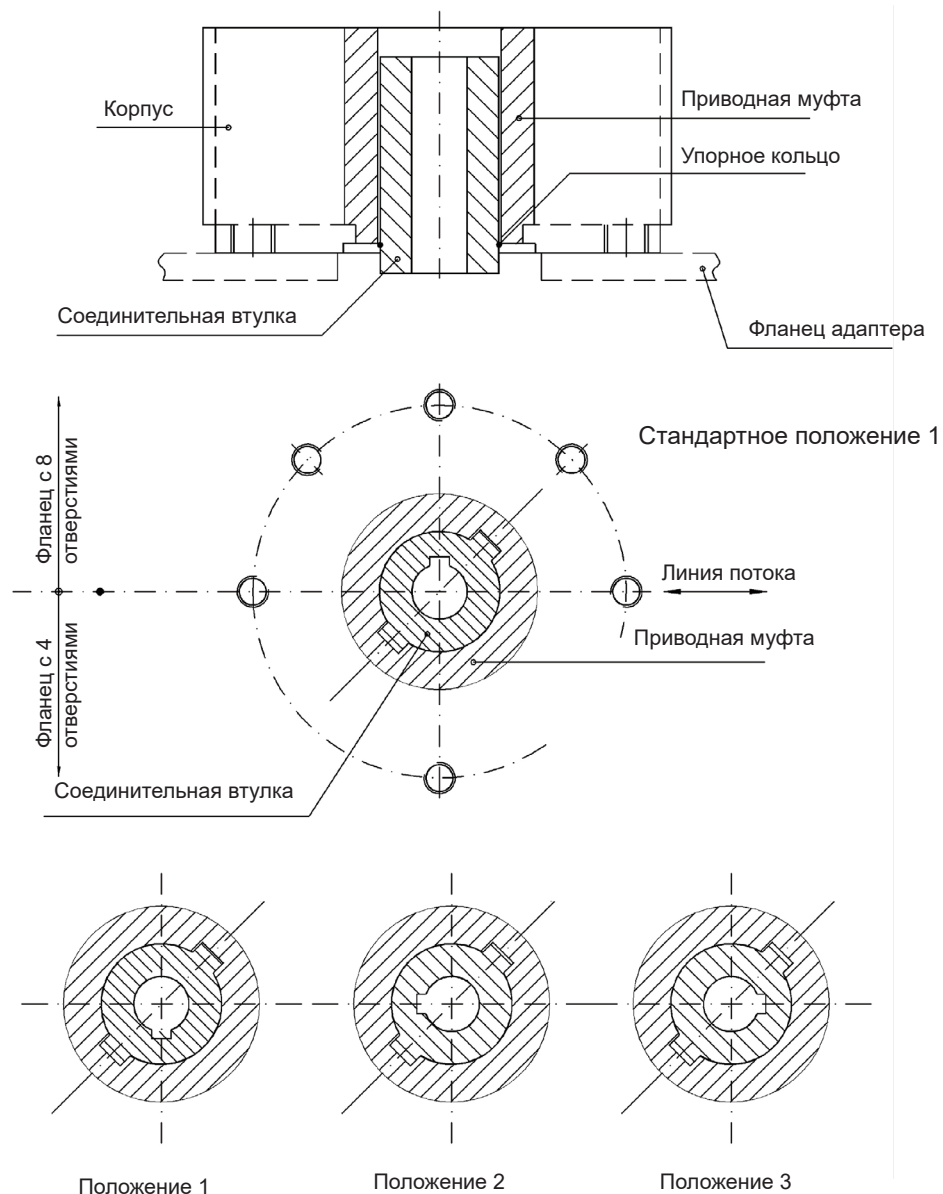 Корпус
Приводная муфта
Упорное кольцо
Соединительная втулка
Фланец адаптера
Стандартное положение 1
Фланец с 8
отверстиями
Линия потока
Приводная муфта
Фланец с 4
отверстиями
Соединительная втулка
Положение 1
Положение 2
Положение 3